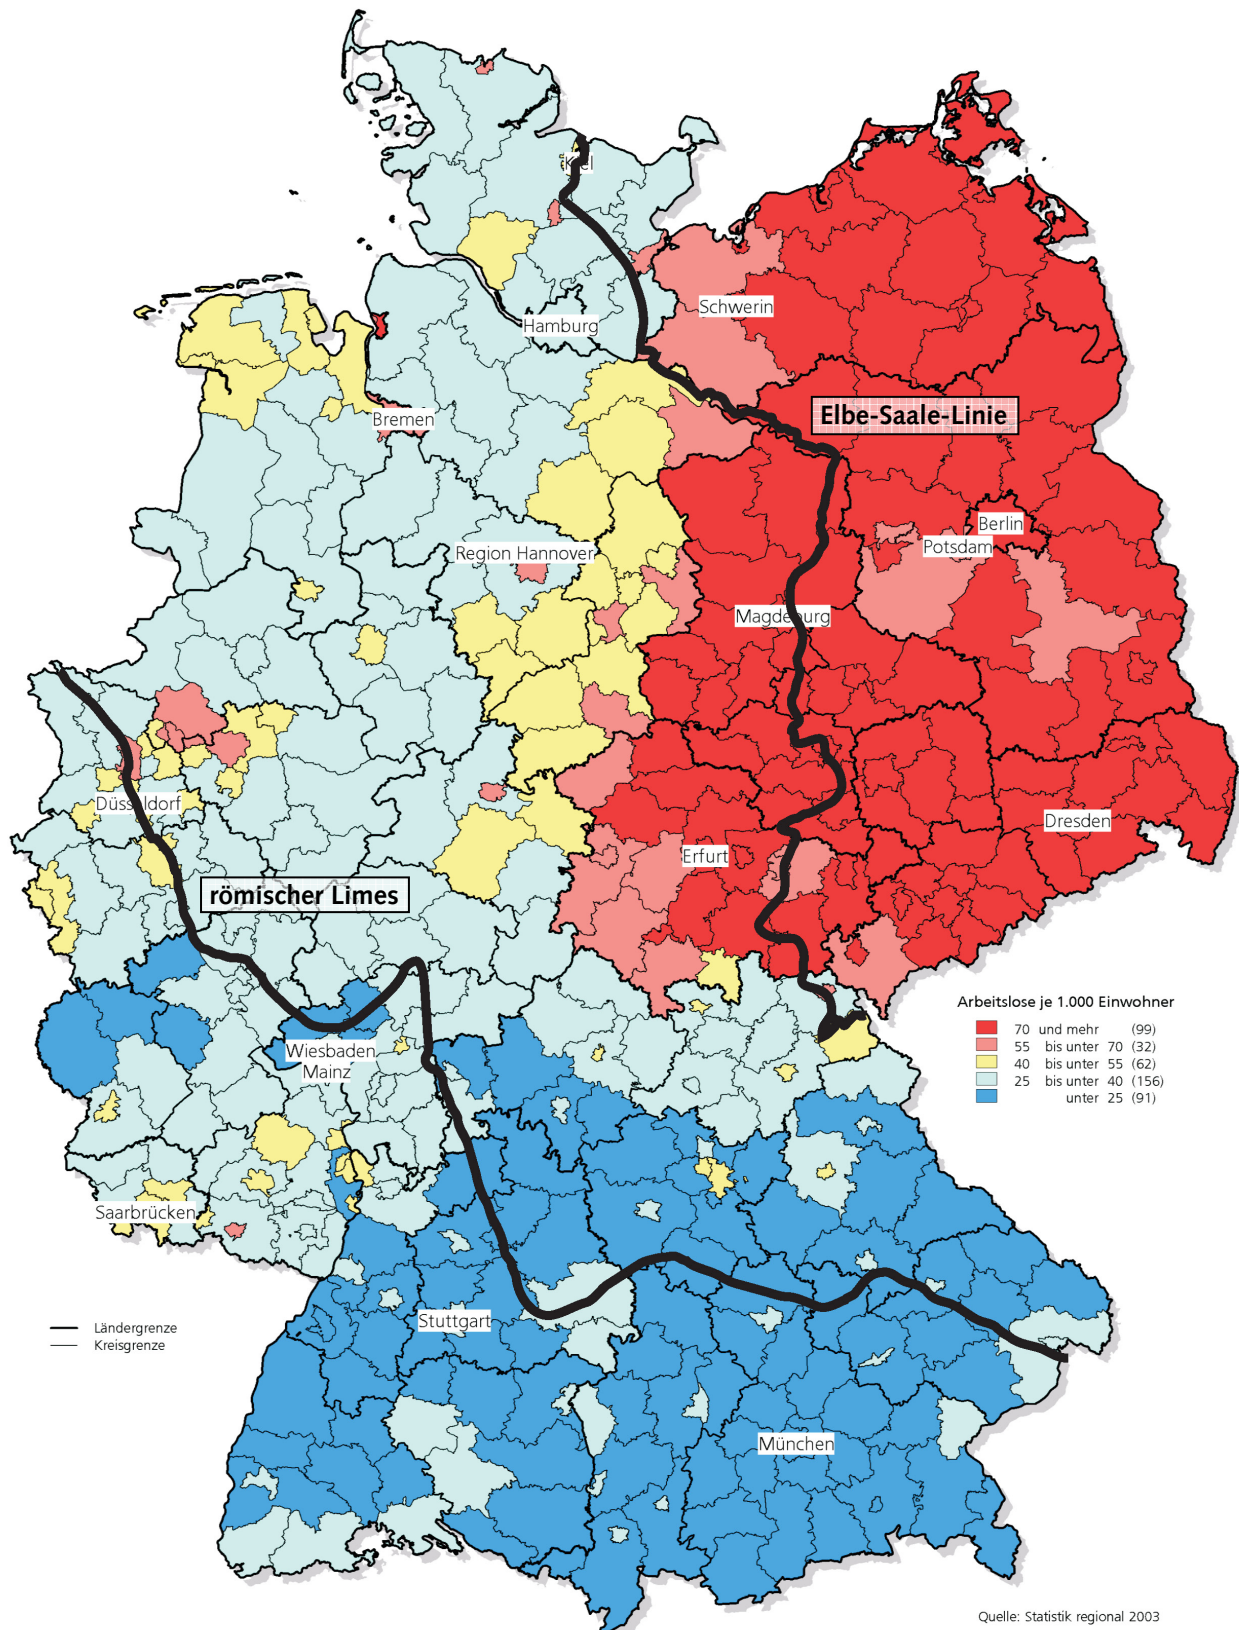 Kiel
Schwerin
Hamburg
Elbe-Saale-Linie
Bremen
Berlin
Region Hannover
Potsdam
Magdeburg
Düsseldorf
Dresden
Erfurt
römischer Limes
Arbeitslose je 1.000 Einwohner
70 und mehr (99)
55 bis unter 70 (32)
40 bis unter 55 (62)
25 bis unter 40 (156)
unter 25 (91)
Wiesbaden
Mainz
Saarbrücken
Stuttgart
Ländergrenze
Kreisgrenze
München
Quelle: Statistik regional 2003